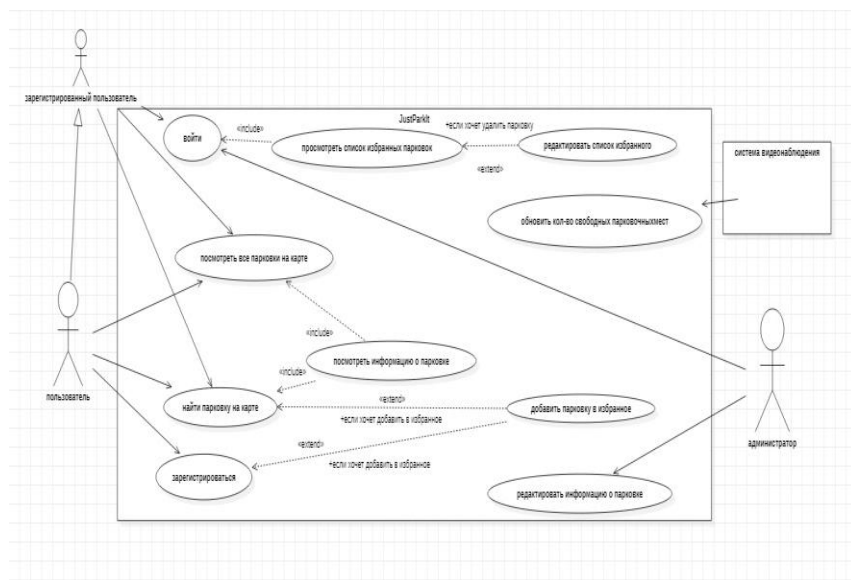 зарегистрированный пользователь
JustParkIt
войти
«include»
просмотреть список избранных парковок
+если хочет удалить парковку
редактировать список избранного
«extend»
система видеонаблюдения
обновить кол-во свободных парковочныхмест
посмотреть все парковки на карте
«include»
посмотреть информацию о парковке
«include»
пользователь
найти парковку на карте
«extend»
+если хочет добавить в избранное
добавить парковку в избранное
администратор
«extend»
+если хочет добавить в избранное
зарегистрироваться
редактировать информацию о парковке